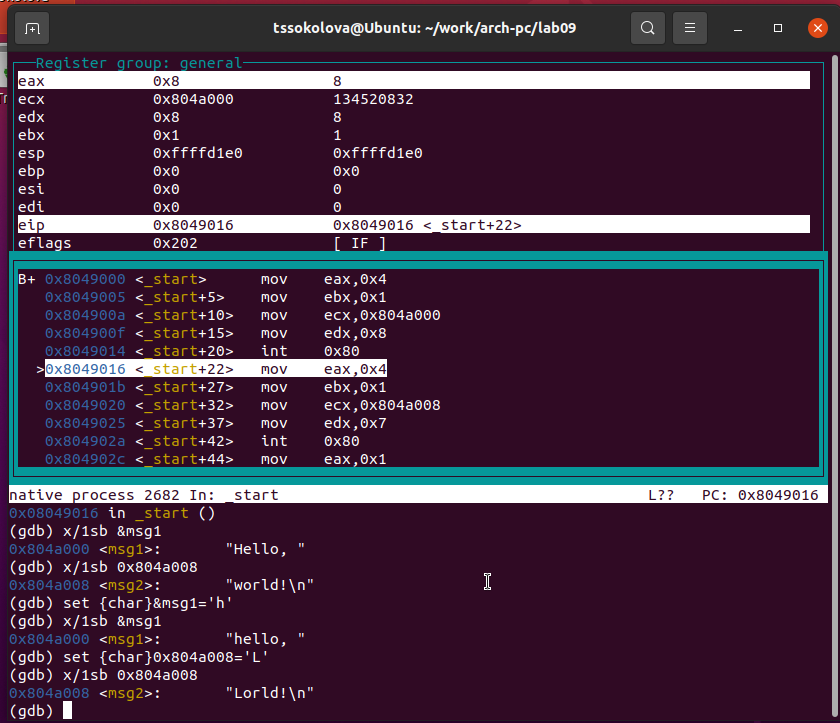 tssokolova@Ubuntu: ~/work/arch-pc/lab09
Register group: general
eax 0x8 8
ecx 0x804a000 134520832
edx 0x8 8
ebx 0x1 1
esp 0xffffd1e0 0xffffd1e0
ebp 0x0 0x0
esi 0x0 0
edi 0x0 0
eip 0x8049016 0x8049016 <_start+22>
eflags 0x202 [ IF ]
B+ 0x8049000 <_start> mov eax,0x4
0x8049005 <_start+5> mov ebx,0x1
0x804900a <_start+10> mov ecx,0x804a000
0x804900f <_start+15> mov edx,0x8
0x8049014 <_start+20> int 0x80
>0x8049016 <_start+22> mov eax,0x4
0x804901b <_start+27> mov ebx,0x1
0x8049020 <_start+32> mov ecx,0x804a008
0x8049025 <_start+37> mov edx,0x7
0x804902a <_start+42> int 0x80
0x804902c <_start+44> mov eax,0x1
native process 2682 In: _start L?? PC: 0x8049016
0x08049016 in _start ()
(gdb) x/1sb &msg1
0x804a000 <msg1>: "Hello, "
(gdb) x/1sb 0x804a008
0x804a008 <msg2>: "world!\n"
(gdb) set {char}&msg1='h'
(gdb) x/1sb &msg1
0x804a000 <msg1>: "hello, "
(gdb) set {char}0x804a008='L'
(gdb) x/1sb 0x804a008
0x804a008 <msg2>: "Lorld!\n"
(gdb)